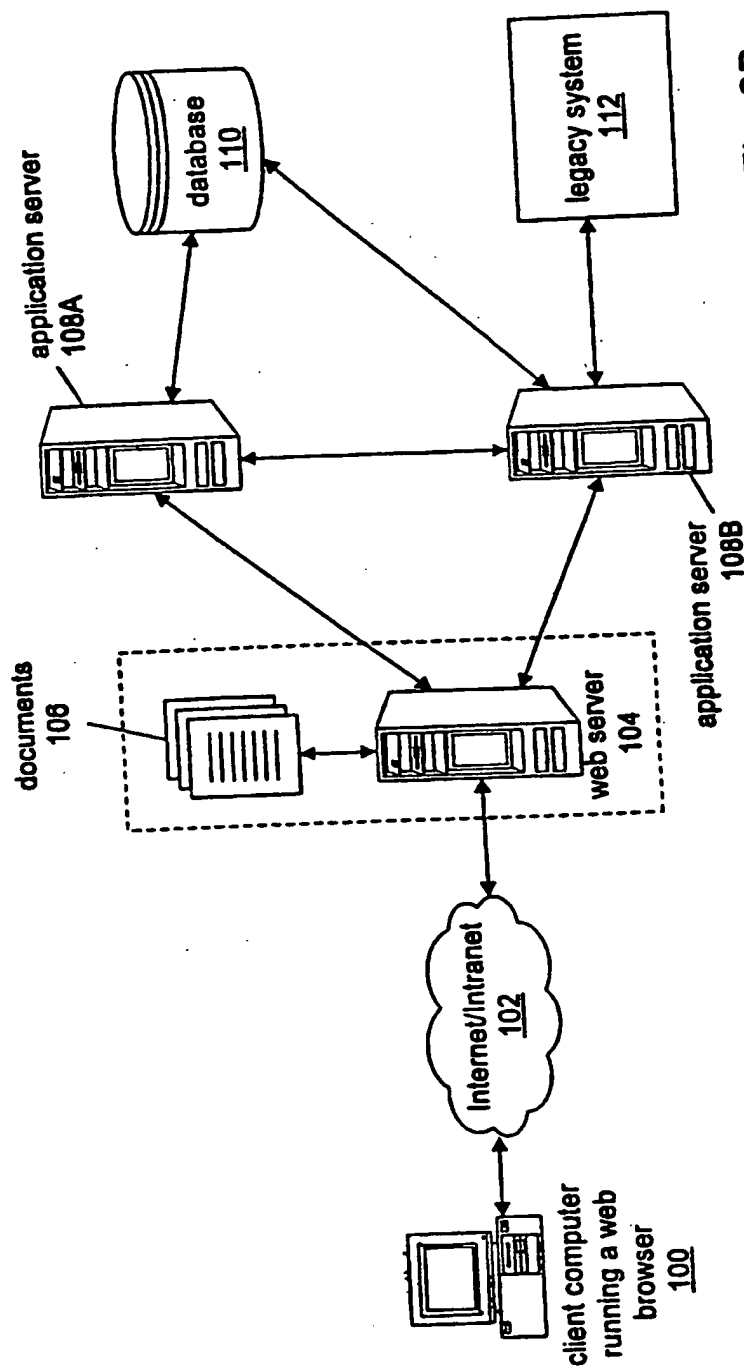 documents
106
application server
108A
database
110
client computer
running a web
browser
100
Internet/Intranet
102
web server
104
application server
108B
legacy system
112